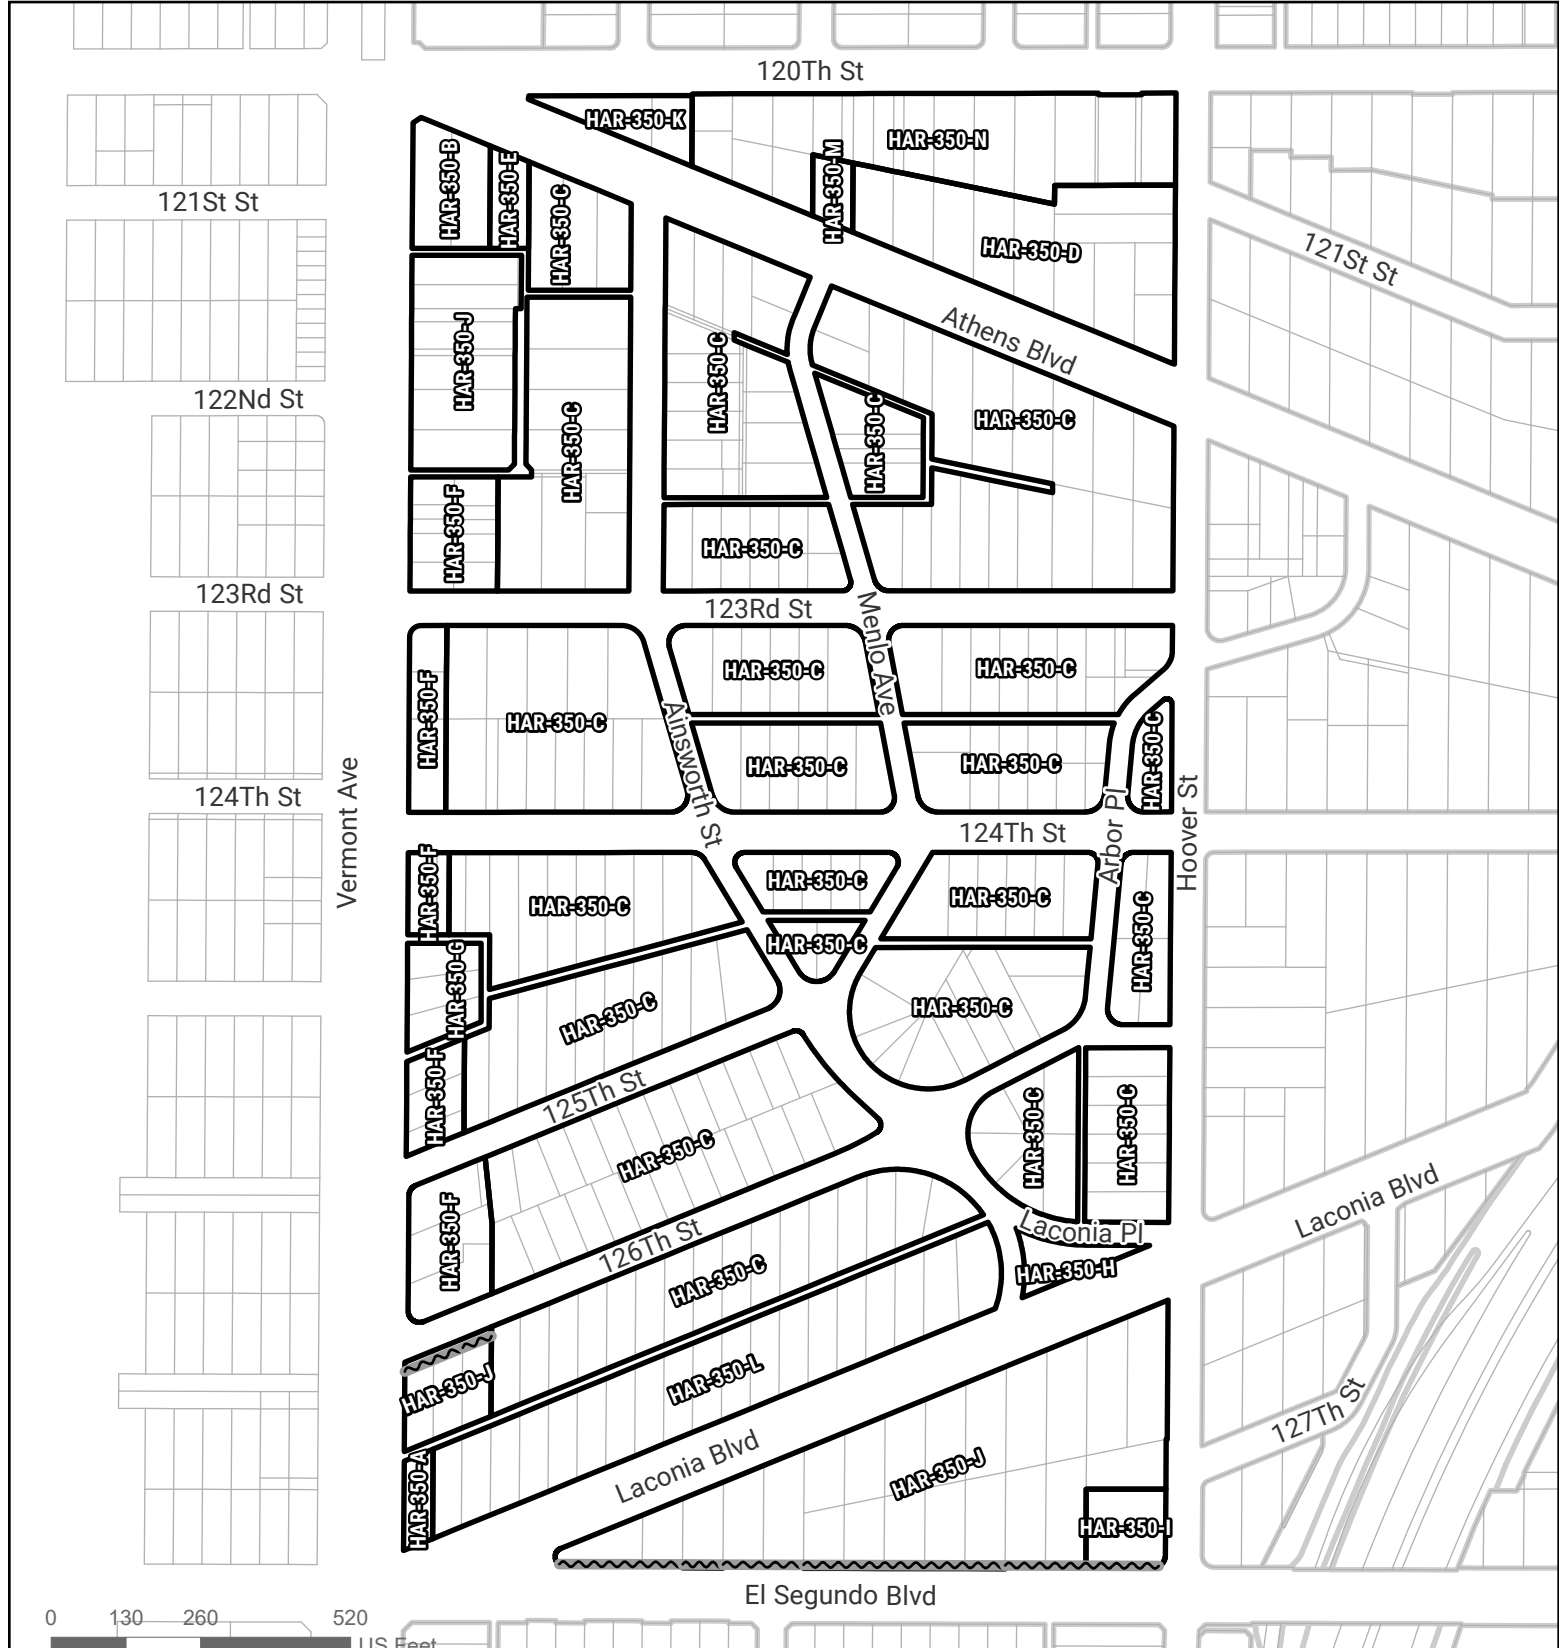 120Th St
HAR-350-K
HAR-350-N
HAR-350-B
HAR-350-E
HAR-350-M
HAR-350-C
121St St
HAR-350-D
121St St
Athens Blvd
HAR-350-J
HAR-350-C
122Nd St
HAR-350-C
HAR-350-C
HAR-350-C
HAR-350-F
HAR-350-C
123Rd St
123Rd St
Menlo Ave
HAR-350-F
HAR-350-C
HAR-350-C
HAR-350-C
Ainsworth St
HAR-350-C
HAR-350-C
HAR-350-C
124Th St
Vermont Ave
Arbor Pl
Hoover St
124Th St
HAR-350-F
HAR-350-C
HAR-350-C
HAR-350-C
HAR-350-C
HAR-350-C
HAR-350-G
HAR-350-C
HAR-350-C
HAR-350-F
125Th St
HAR-350-C
HAR-350-C
HAR-350-C
HAR-350-F
Laconia Pl
Laconia Blvd
126Th St
HAR-350-C
HAR-350-H
HAR-350-J
HAR-350-L
127Th St
HAR-350-A
Laconia Blvd
HAR-350-J
HAR-350-I
El Segundo Blvd
0 130 260 520
US Feet